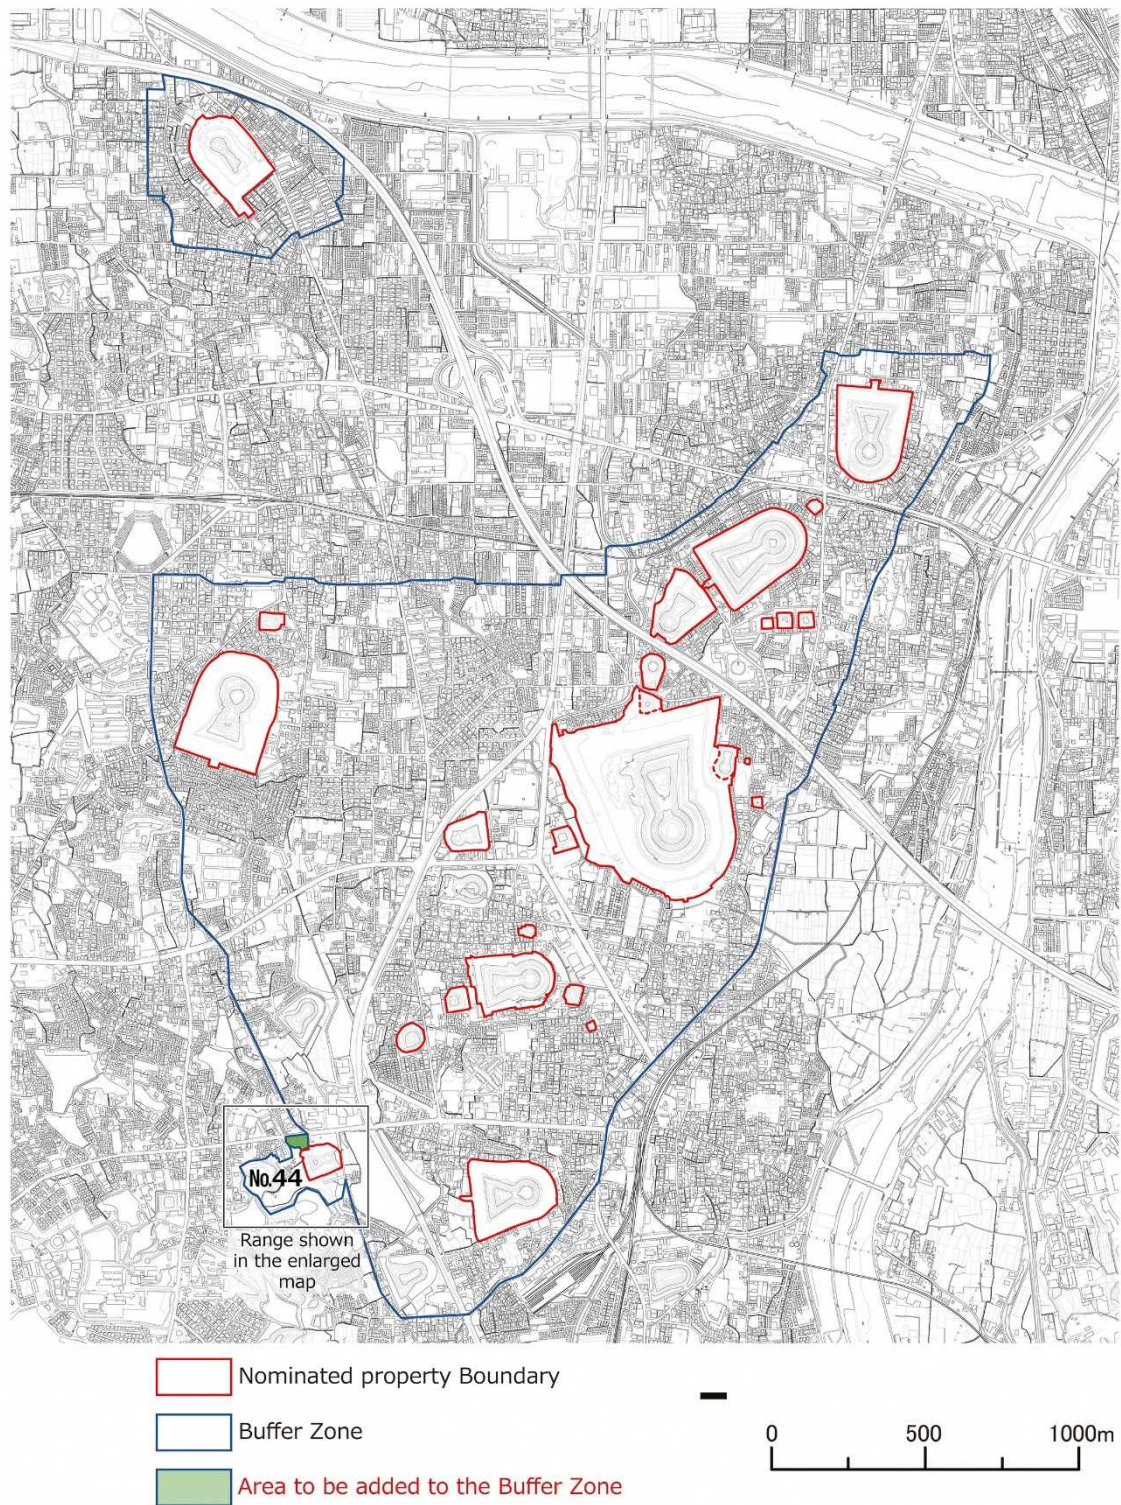 No.44
Range shown
in the enlarged
map
Nominated property Boundary
Buffer Zone
Area to be added to the Buffer Zone
0 500 1000m